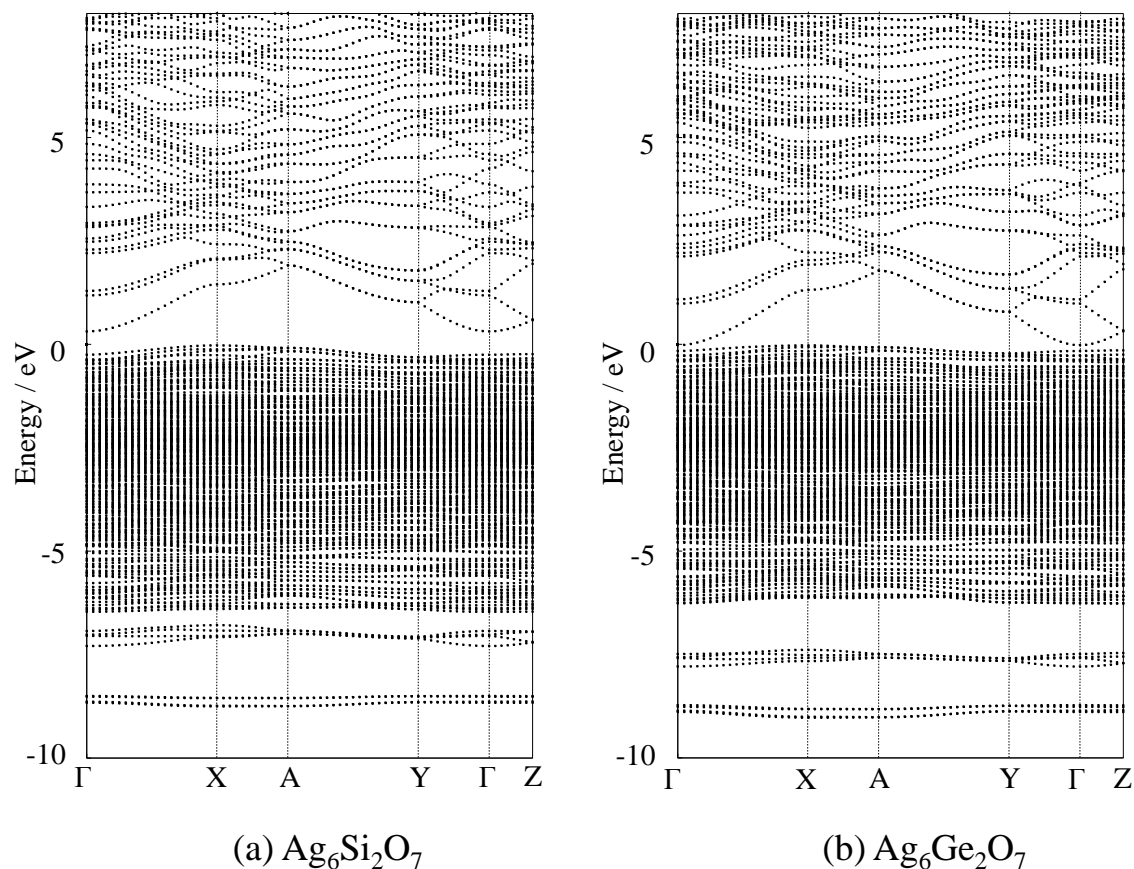 5
0
-5
-10
Energy / eV
Γ X A Y Γ Z
(a) Ag₆Si₂O₇
5
0
-5
-10
Energy / eV
Γ X A Y Γ Z
(b) Ag₆Ge₂O₇